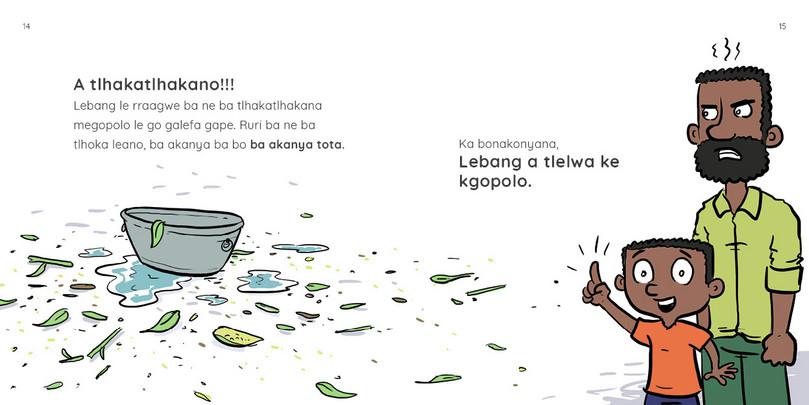 14
A tlhakatlhakano!!!
Lebang le rraagwe ba ne ba tlhakatlhakana
megopolo le go galefa gape. Ruri ba ne ba
tlhoka leano, ba akanya ba bo ba akanya tota.
15
Ka bonakonyana,
Lebang a tlelwa ke
kgopolo.